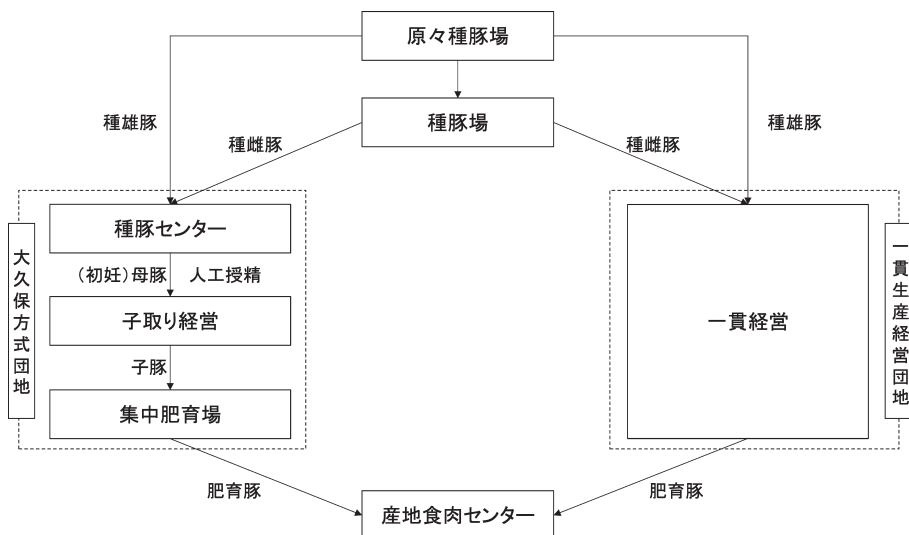 原々種豚場
種雄豚
種豚場
種雄豚
種雌豚
種雌豚
大久保方式団地
種豚センター
(初妊)母豚 人工授精
子取り経営
子豚
集中肥育場
一貫経営
一貫生産経営団地
肥育豚
肥育豚
産地食肉センター